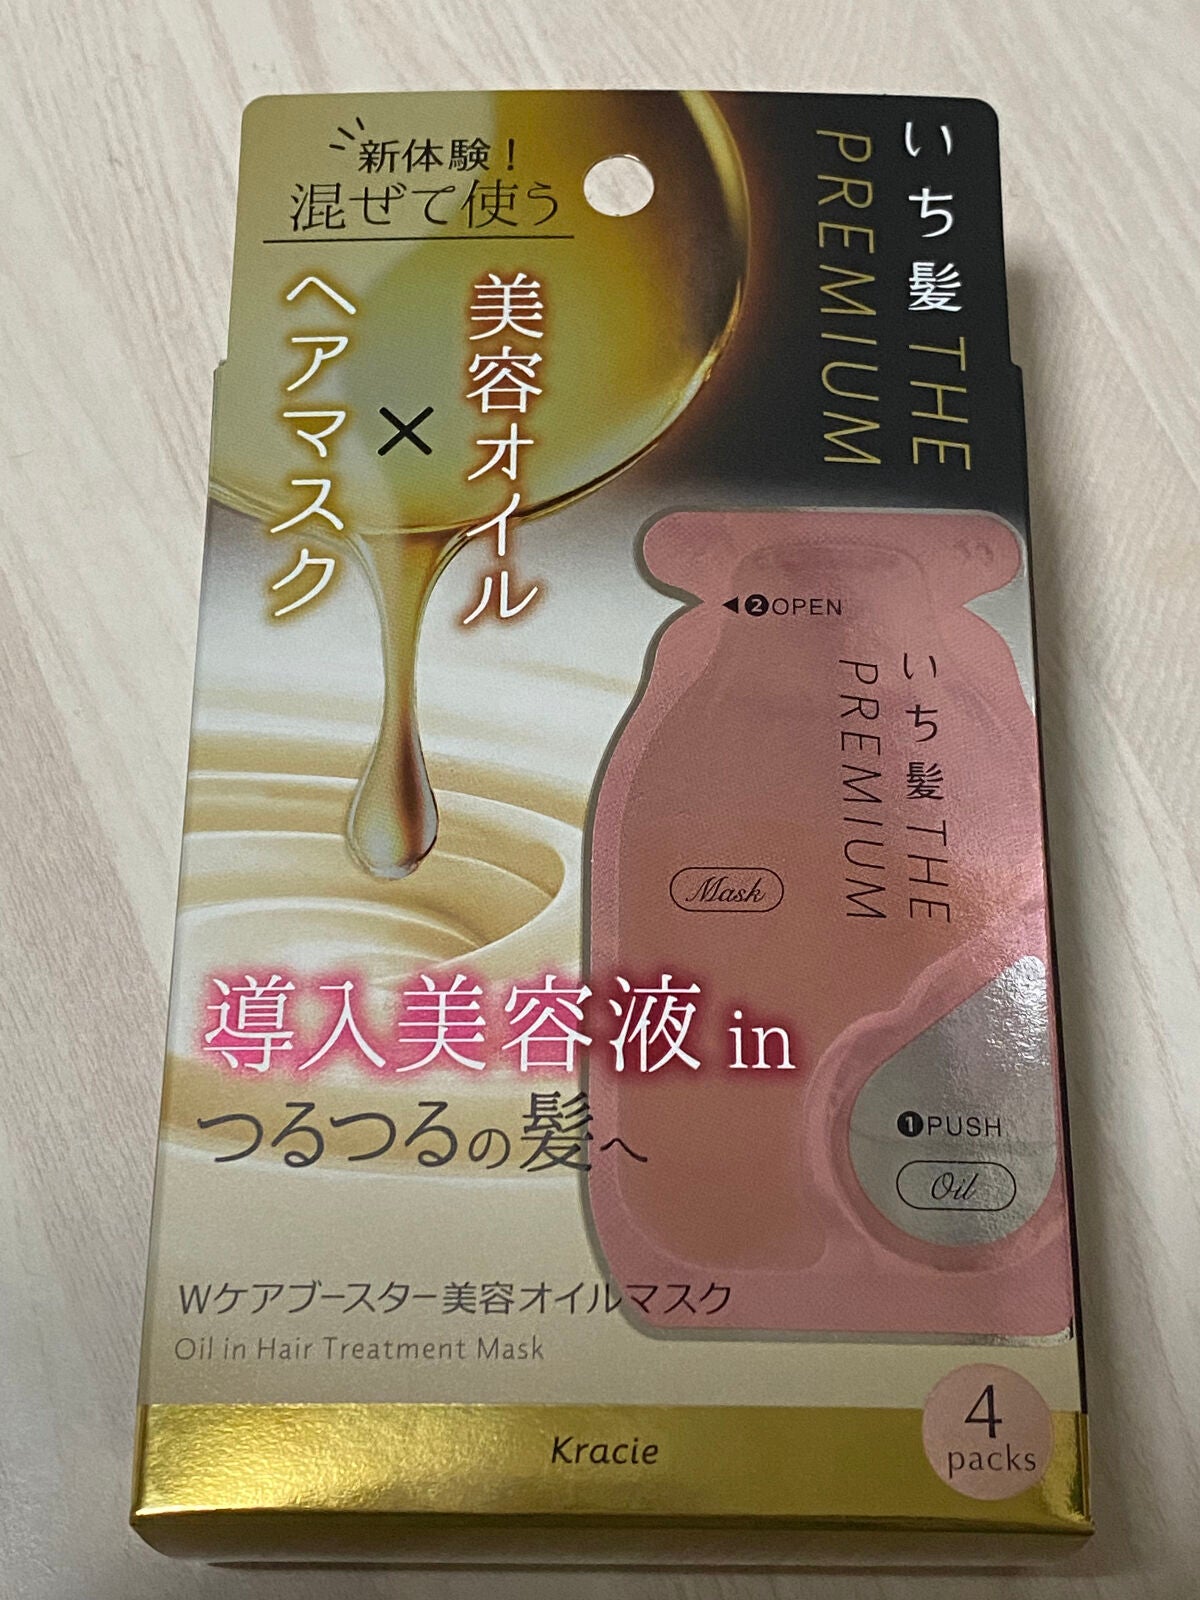 新体験!
混ぜて使う
美容オイル
×
ヘアマスク
いち髪 THE
PREMIUM
◀❷OPEN
いち髪 THE
PREMIUM
Mask
導入美容液 in
つるつるの髪へ
❶PUSH
Oil
Wケアブースター美容オイルマスク
Oil in Hair Treatment Mask
4
packs
Kracie